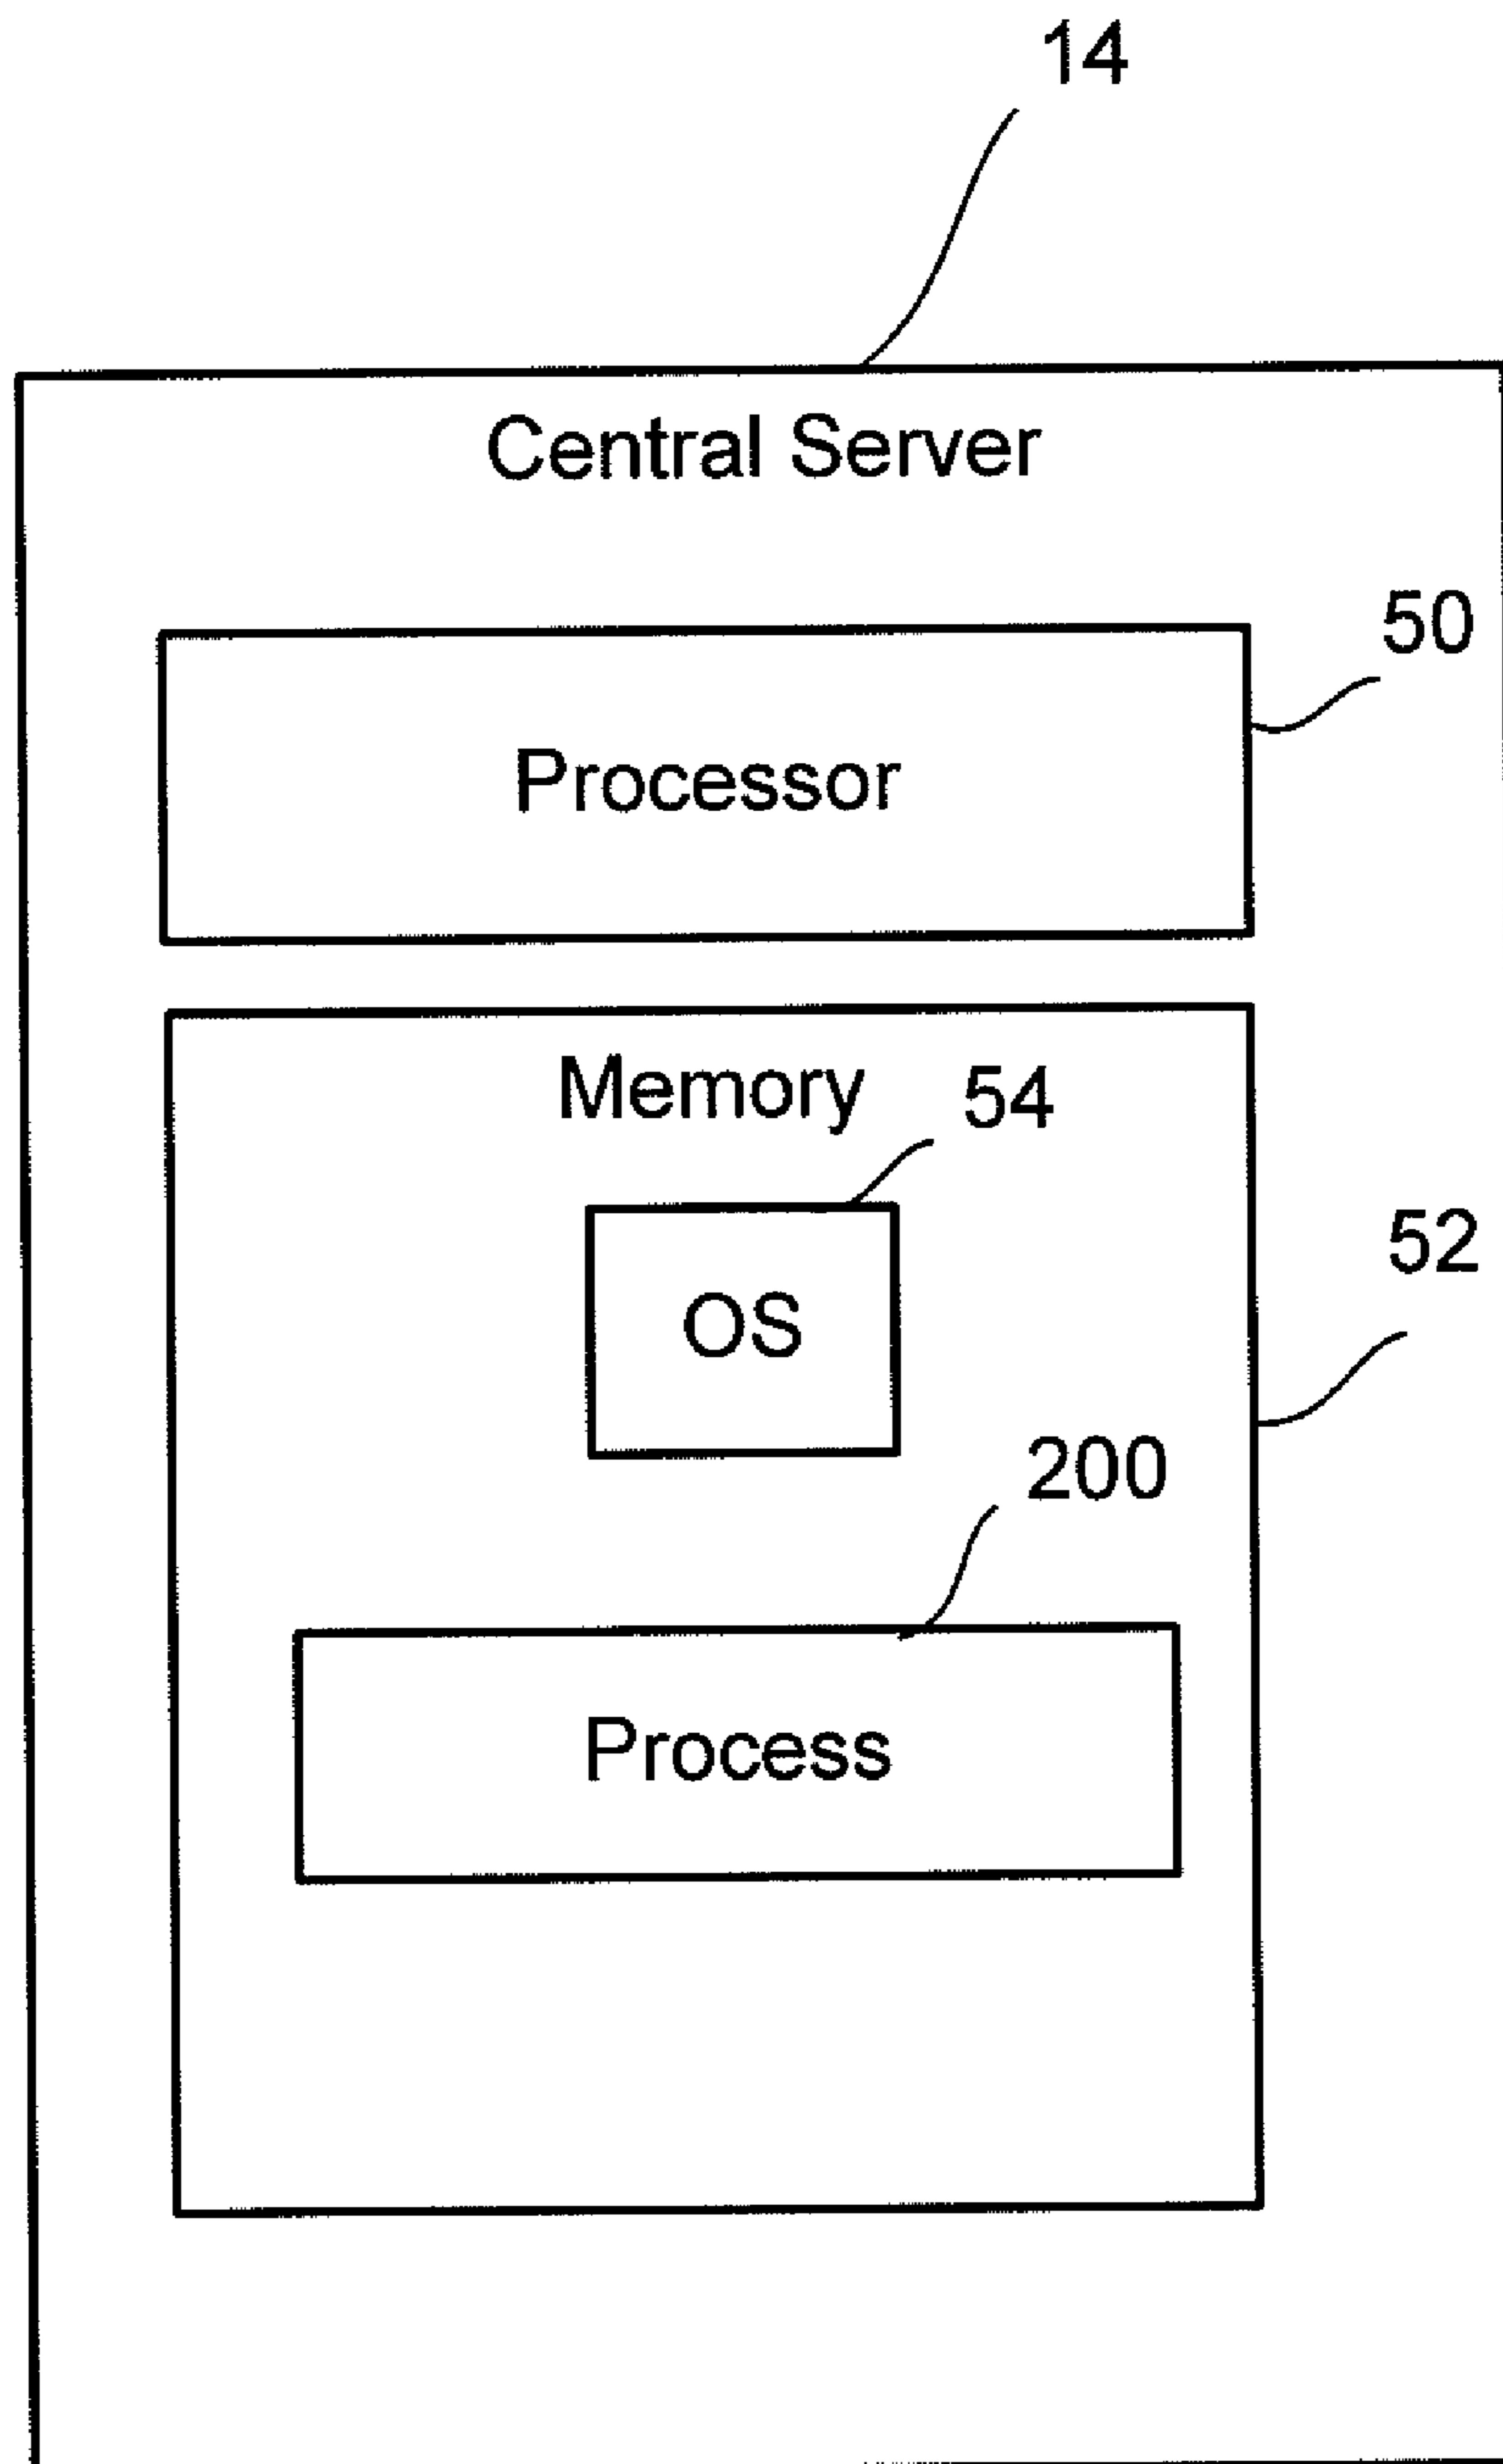 14
Central Server
50
Processor
Memory
54
52
OS
200
Process